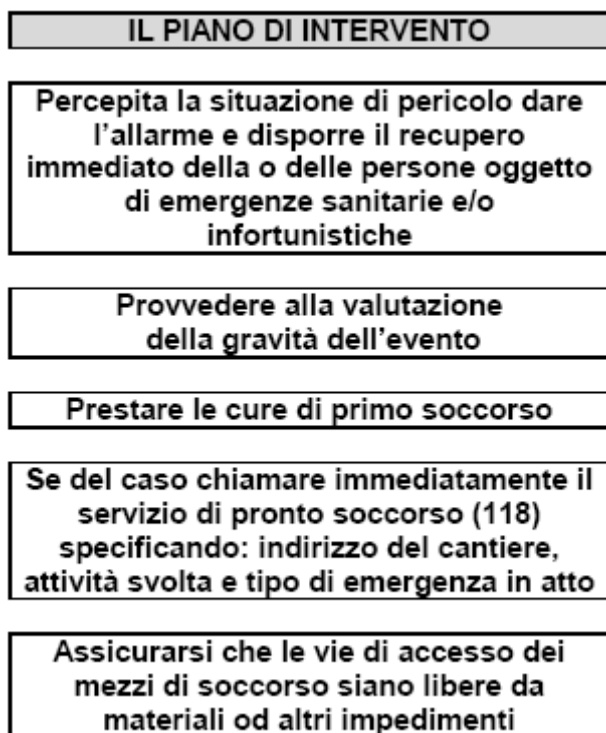 IL PIANO DI INTERVENTO
Percepita la situazione di pericolo dare
l'allarme e disporre il recupero
immediato della o delle persone oggetto
di emergenze sanitarie e/o
infortunistiche
Provvedere alla valutazione
della gravità dell'evento
Prestare le cure di primo soccorso
Se del caso chiamare immediatamente il
servizio di pronto soccorso (118)
specificando: indirizzo del cantiere,
attività svolta e tipo di emergenza in atto
Assicurarsi che le vie di accesso dei
mezzi di soccorso siano libere da
materiali od altri impedimenti